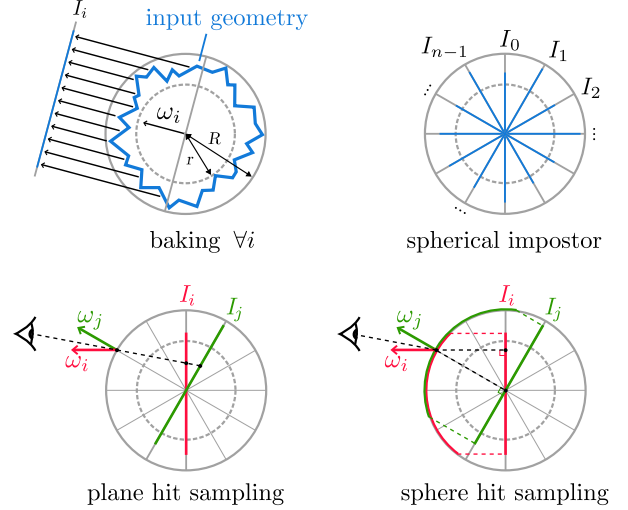 I_i
input geometry
ω_i
R
r
baking ∀i
I_{n−1}
I_0
I_1
I_2
...
...
...
spherical impostor
I_i
I_j
ω_j
ω_i
plane hit sampling
I_i
I_j
ω_j
ω_i
sphere hit sampling